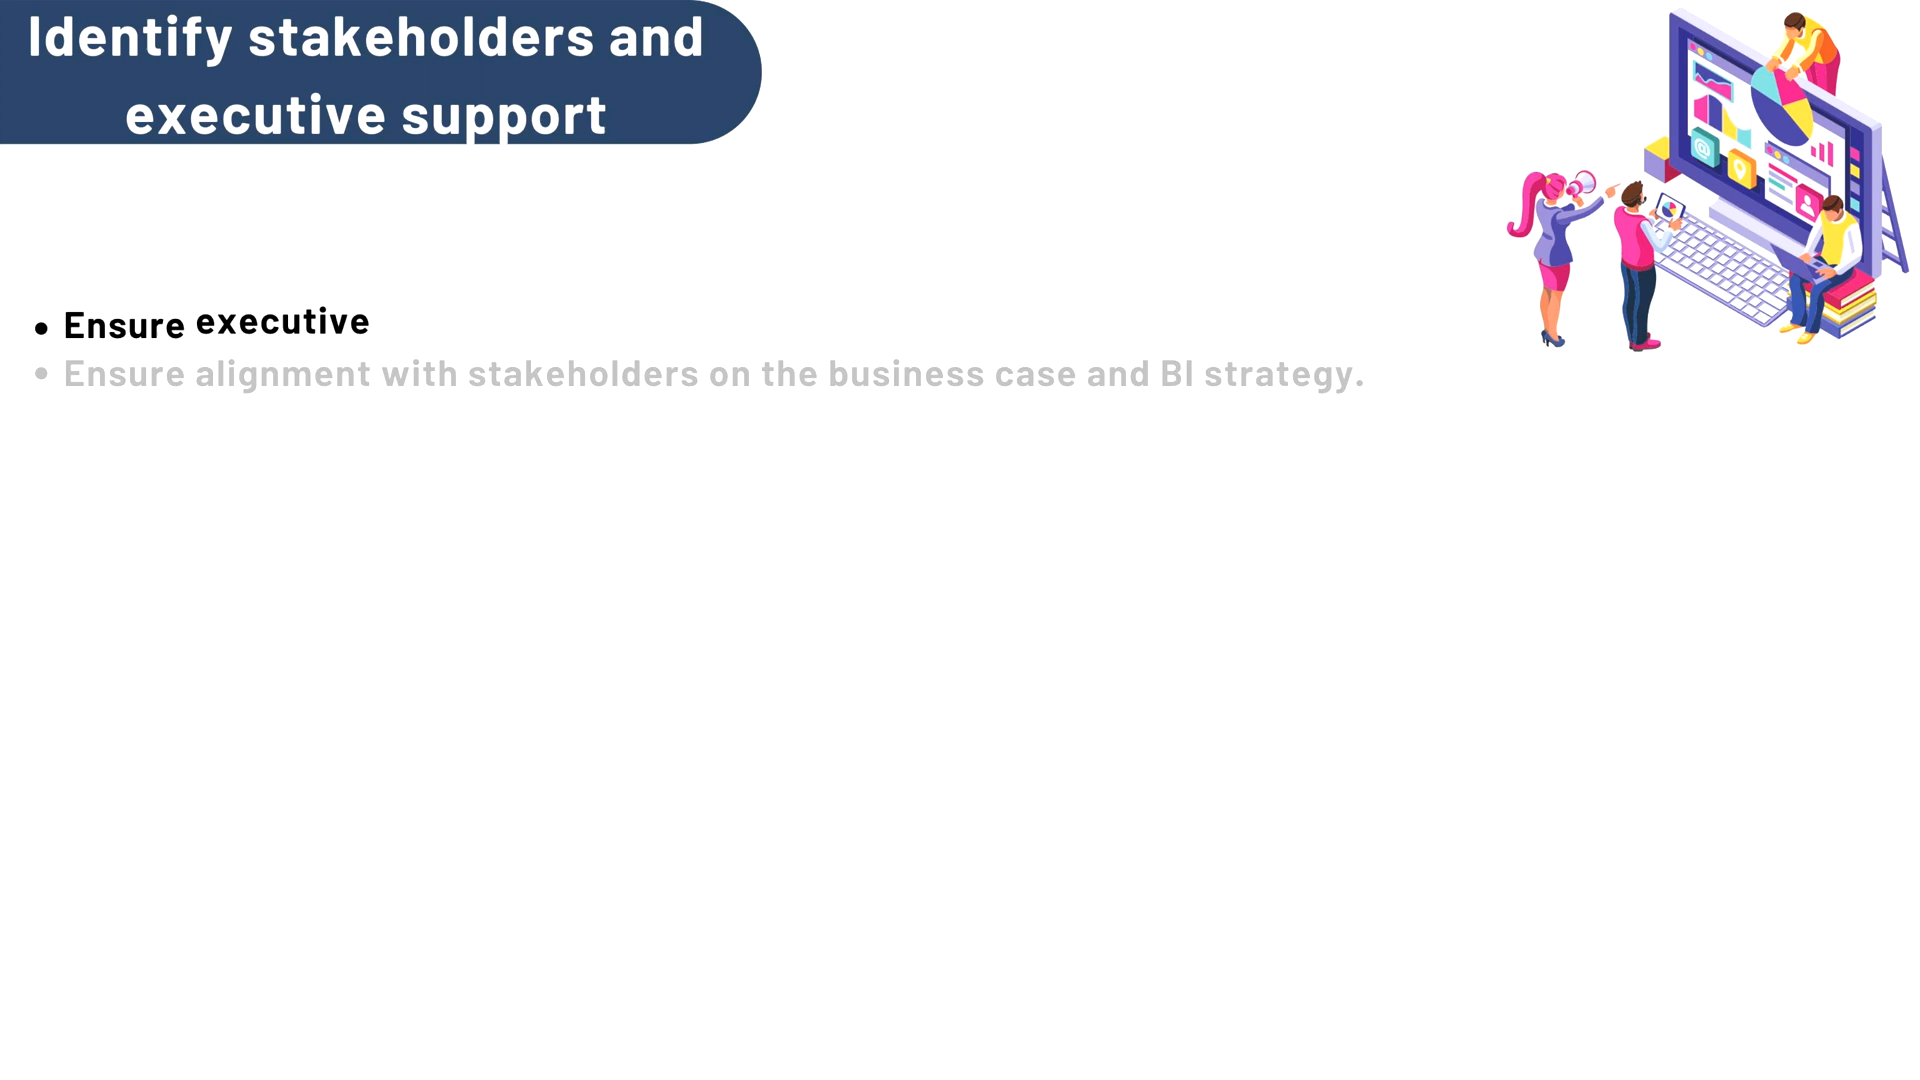 Identify stakeholders and
executive support
• Ensure executive
• Ensure alignment with stakeholders on the business case and BI strategy.